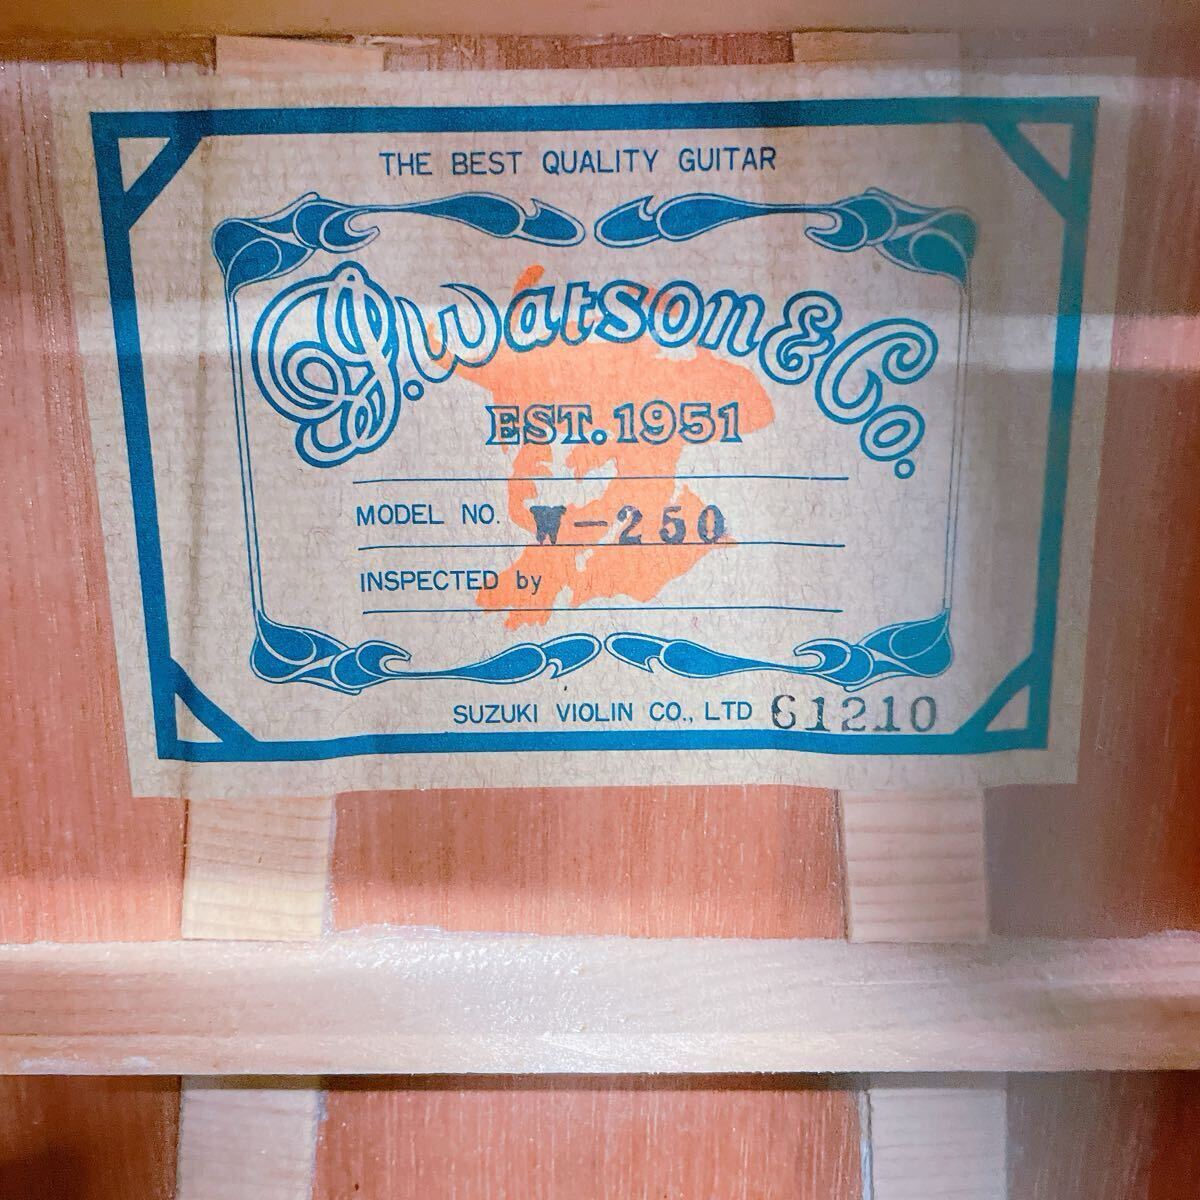 THE BEST QUALITY GUITAR
J. Watson & Co.
EST. 1951
MODEL NO. W-250
INSPECTED by
SUZUKI VIOLIN CO., LTD 61210